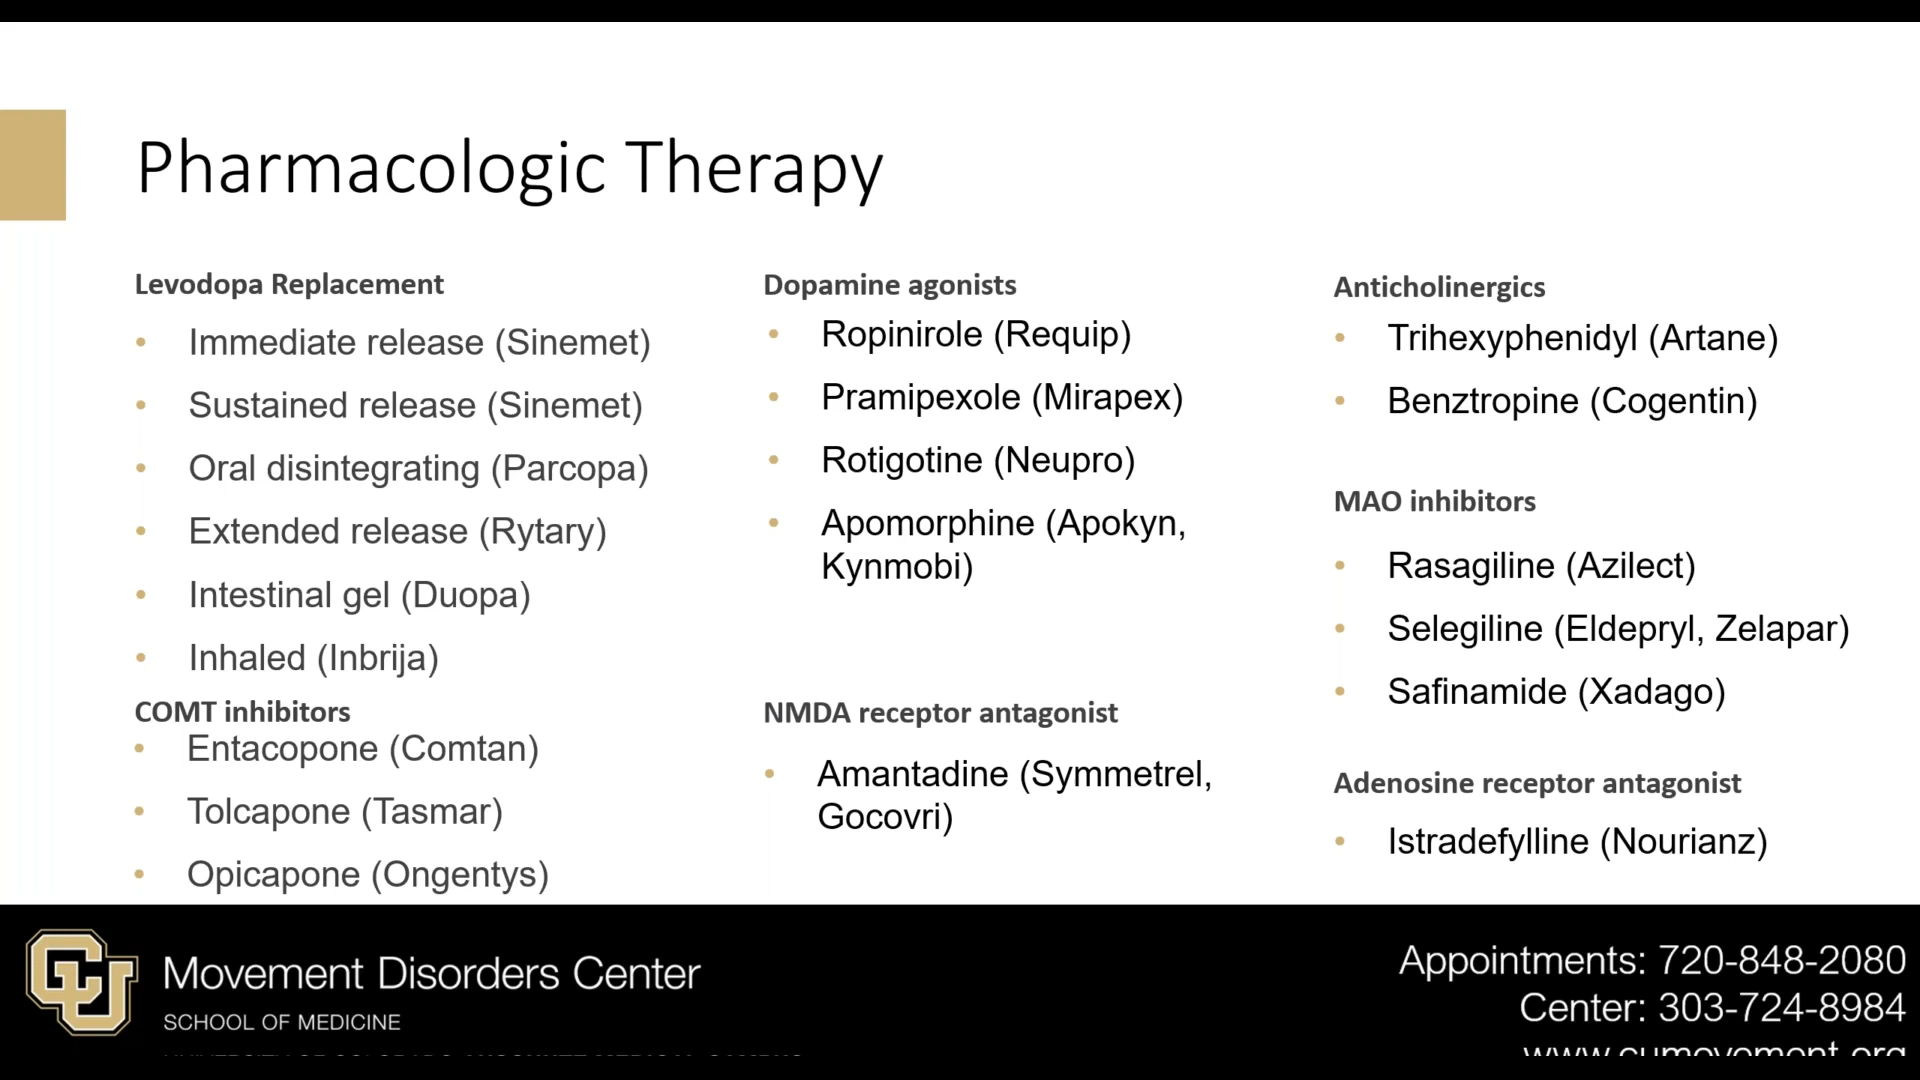 Pharmacologic Therapy
Levodopa Replacement
• Immediate release (Sinemet)
• Sustained release (Sinemet)
• Oral disintegrating (Parcopa)
• Extended release (Rytary)
• Intestinal gel (Duopa)
• Inhaled (Inbrija)
COMT inhibitors
• Entacopone (Comtan)
• Tolcapone (Tasmar)
• Opicapone (Ongentys)
Dopamine agonists
• Ropinirole (Requip)
• Pramipexole (Mirapex)
• Rotigotine (Neupro)
• Apomorphine (Apokyn,
Kynmobi)
NMDA receptor antagonist
• Amantadine (Symmetrel,
Gocovri)
Anticholinergics
• Trihexyphenidyl (Artane)
• Benztropine (Cogentin)
MAO inhibitors
• Rasagiline (Azilect)
• Selegiline (Eldepryl, Zelapar)
• Safinamide (Xadago)
Adenosine receptor antagonist
• Istradefylline (Nourianz)
CU
Movement Disorders Center
SCHOOL OF MEDICINE
Appointments: 720-848-2080
Center: 303-724-8984
www.cumovement.org